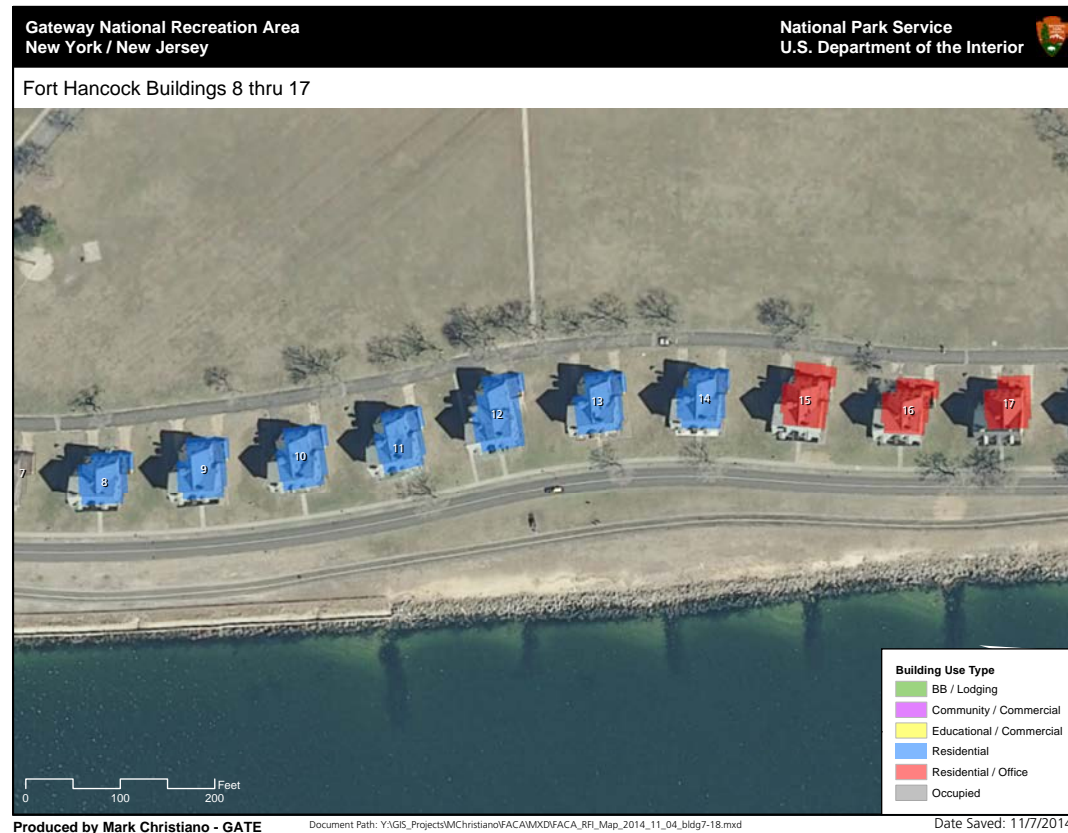 Gateway National Recreation Area
New York / New Jersey
National Park Service
U.S. Department of the Interior
Fort Hancock Buildings 8 thru 17
7
8
9
10
11
12
13
14
15
16
17
Building Use Type
BB / Lodging
Community / Commercial
Educational / Commercial
Residential
Residential / Office
Occupied
Feet
0 100 200
Produced by Mark Christiano - GATE
Document Path: Y:\GIS_Projects\MChristiano\FACA\MXD\FACA_RFI_Map_2014_11_04_bldg7-18.mxd
Date Saved: 11/7/2014